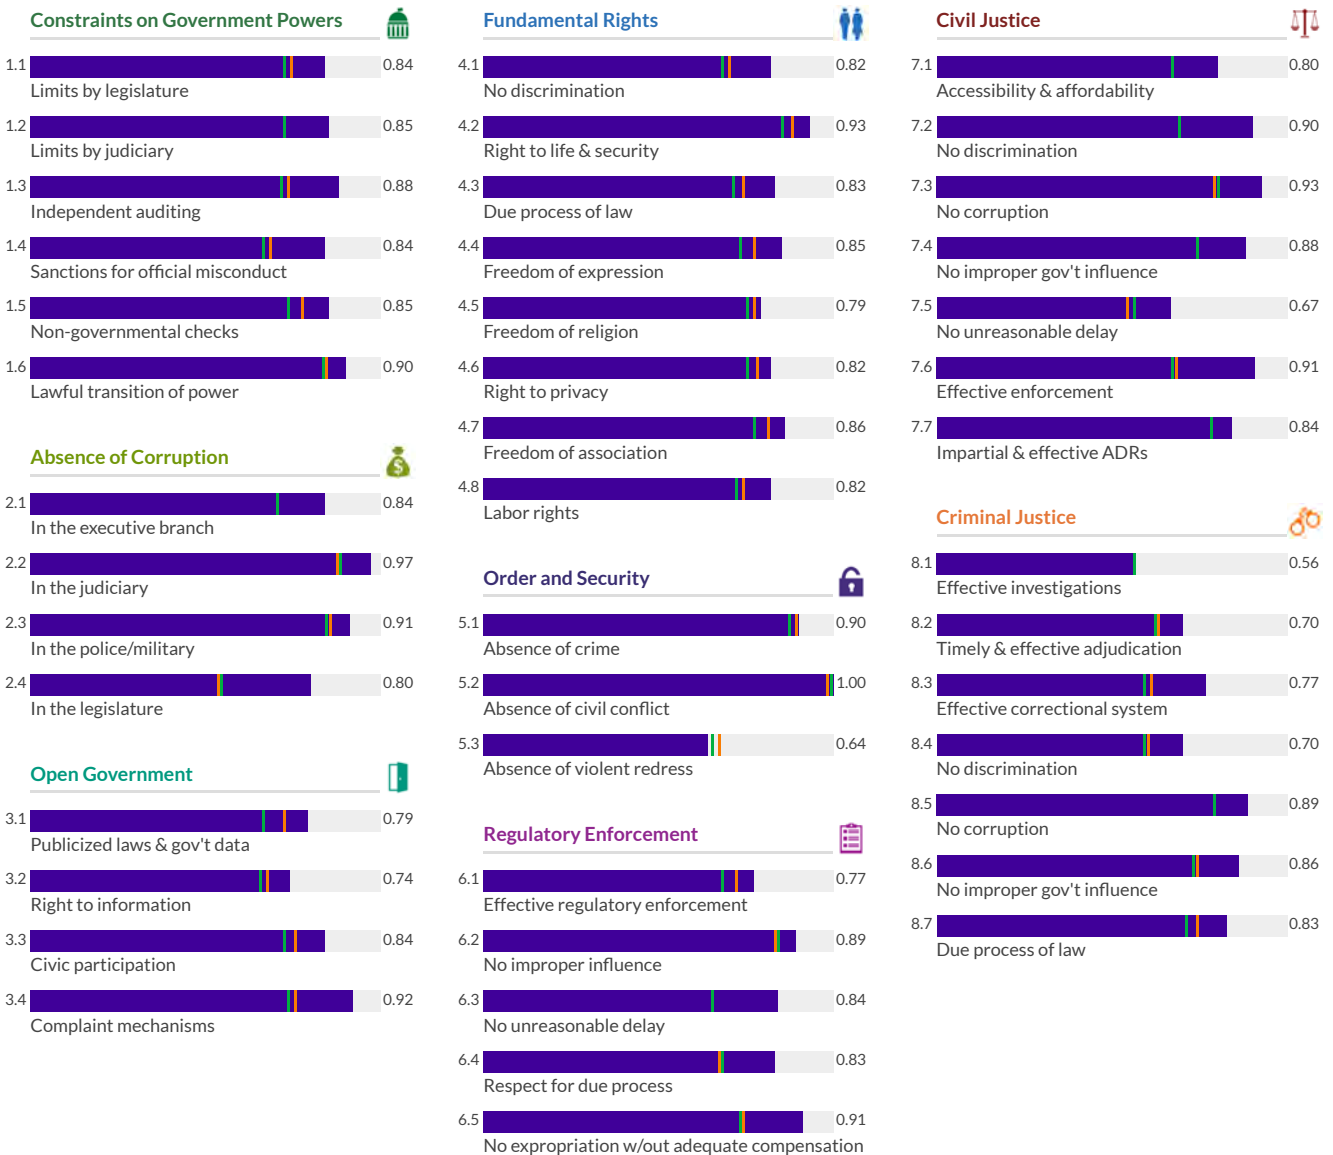 Constraints on Government Powers
1.1 0.84
Limits by legislature
1.2 0.85
Limits by judiciary
1.3 0.88
Independent auditing
1.4 0.84
Sanctions for official misconduct
1.5 0.85
Non-governmental checks
1.6 0.90
Lawful transition of power
Absence of Corruption
2.1 0.84
In the executive branch
2.2 0.97
In the judiciary
2.3 0.91
In the police/military
2.4 0.80
In the legislature
Open Government
3.1 0.79
Publicized laws & gov't data
3.2 0.74
Right to information
3.3 0.84
Civic participation
3.4 0.92
Complaint mechanisms
Fundamental Rights
4.1 0.82
No discrimination
4.2 0.93
Right to life & security
4.3 0.83
Due process of law
4.4 0.85
Freedom of expression
4.5 0.79
Freedom of religion
4.6 0.82
Right to privacy
4.7 0.86
Freedom of association
4.8 0.82
Labor rights
Order and Security
5.1 0.90
Absence of crime
5.2 1.00
Absence of civil conflict
5.3 0.64
Absence of violent redress
Regulatory Enforcement
6.1 0.77
Effective regulatory enforcement
6.2 0.89
No improper influence
6.3 0.84
No unreasonable delay
6.4 0.83
Respect for due process
6.5 0.91
No expropriation w/out adequate compensation
Civil Justice
7.1 0.80
Accessibility & affordability
7.2 0.90
No discrimination
7.3 0.93
No corruption
7.4 0.88
No improper gov't influence
7.5 0.67
No unreasonable delay
7.6 0.91
Effective enforcement
7.7 0.84
Impartial & effective ADRs
Criminal Justice
8.1 0.56
Effective investigations
8.2 0.70
Timely & effective adjudication
8.3 0.77
Effective correctional system
8.4 0.70
No discrimination
8.5 0.89
No corruption
8.6 0.86
No improper gov't influence
8.7 0.83
Due process of law